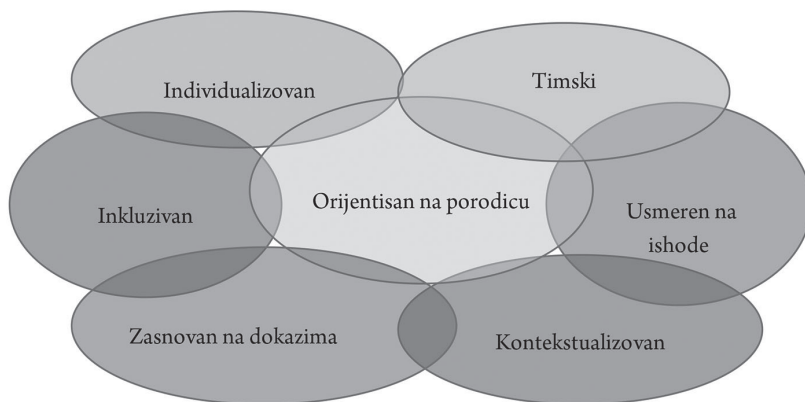 Individualizovan
Timski
Inkluzivan
Orijentisan na porodicu
Usmeren na
ishode
Zasnovan na dokazima
Kontekstualizovan